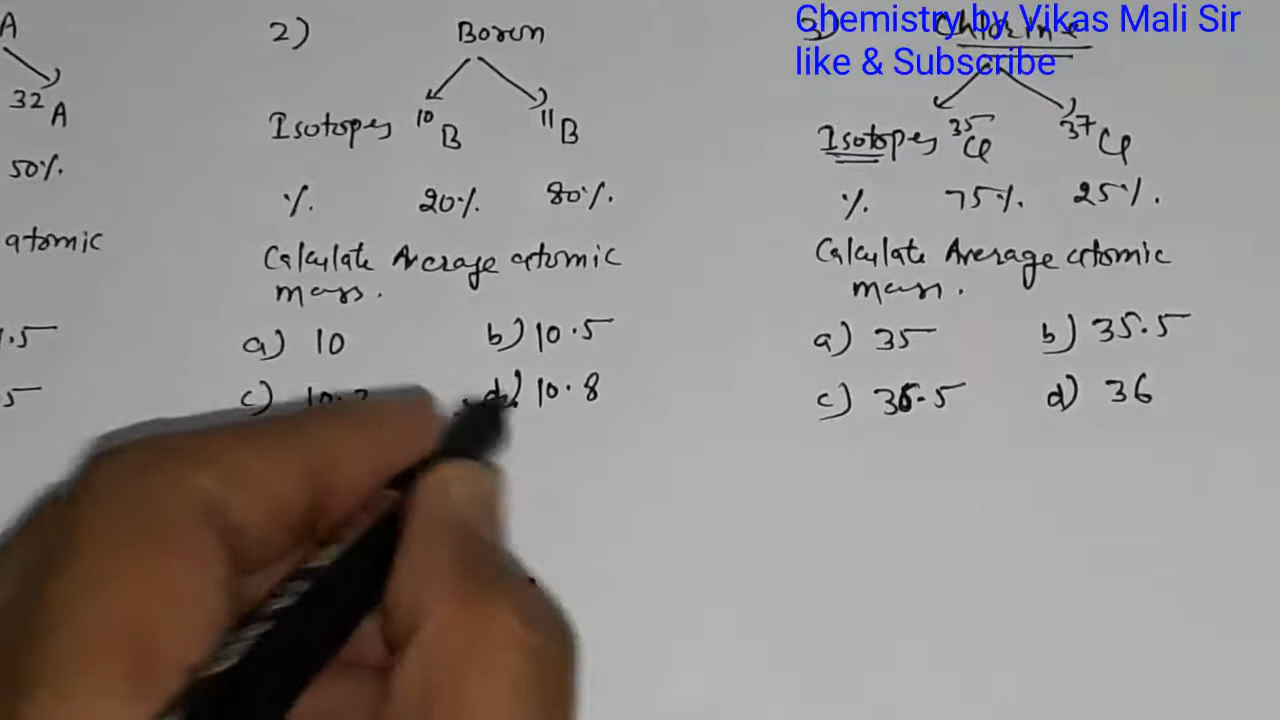 A
32 A
50%.
atomic
.5
5
2) Boron
Isotopes 10 B 11 B
%. 20%. 80%.
Calculate Average atomic
mass.
a) 10 b) 10.5
c) d) 10.8
Chemistry by Vikas Mali Sir
like & Subscribe
3) Chlorine
Isotopes 35 Cl 37 Cl
%. 75%. 25%.
Calculate Average atomic
mass.
a) 35 b) 35.5
c) 36.5 d) 36